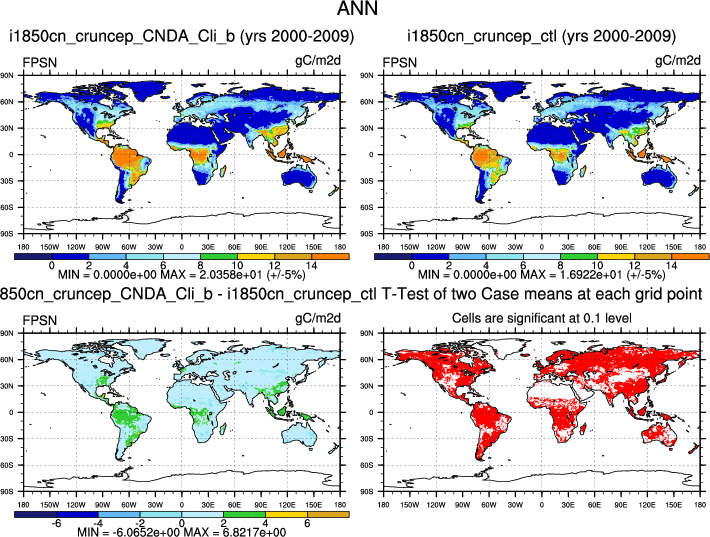 ANN
i1850cn_cruncep_CNDA_Cli_b (yrs 2000-2009)
i1850cn_cruncep_ctl (yrs 2000-2009)
FPSN gC/m2d
FPSN gC/m2d
90N
60N
30N
0
30S
60S
90S
180 150W 120W 90W 60W 30W 0 30E 60E 90E 120E 150E 180
90N
60N
30N
0
30S
60S
90S
180 150W 120W 90W 60W 30W 0 30E 60E 90E 120E 150E 180
0 2 4 6 8 10 12 14
MIN = 0.0000e+00 MAX = 2.0358e+01 (+/-5%)
0 2 4 6 8 10 12 14
MIN = 0.0000e+00 MAX = 1.6922e+01 (+/-5%)
850cn_cruncep_CNDA_Cli_b - i1850cn_cruncep_ctl T-Test of two Case means at each grid point
FPSN gC/m2d
Cells are significant at 0.1 level
90N
60N
30N
0
30S
60S
90S
180 150W 120W 90W 60W 30W 0 30E 60E 90E 120E 150E 180
90N
60N
30N
0
30S
60S
90S
180 150W 120W 90W 60W 30W 0 30E 60E 90E 120E 150E 180
-6 -4 -2 0 2 4 6
MIN = -6.0652e+00 MAX = 6.8217e+00